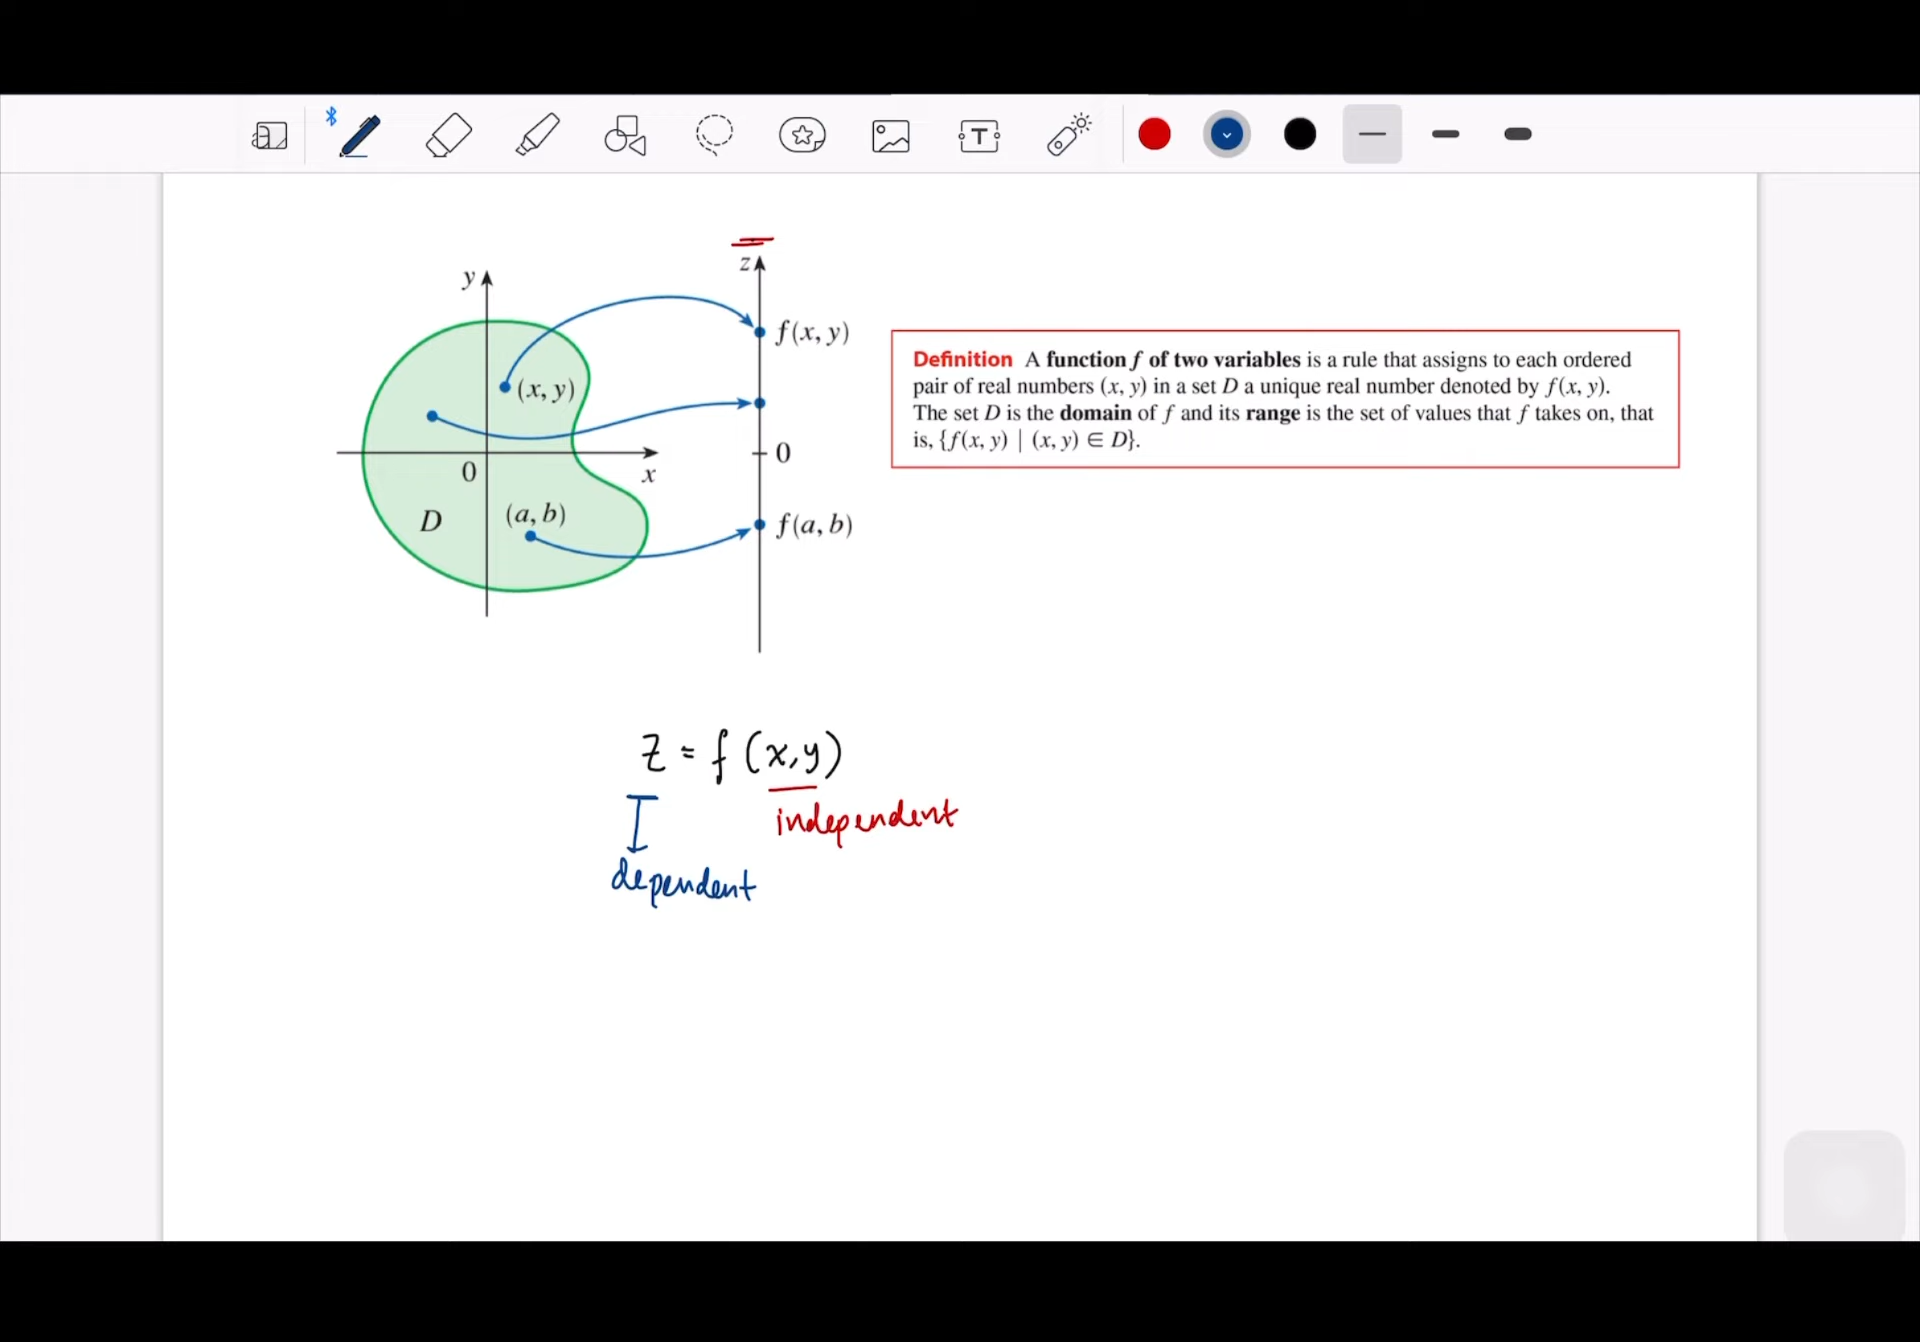 z
y
f(x, y)
(x, y)
0
0
x
D
(a, b)
f(a, b)
Definition A function f of two variables is a rule that assigns to each ordered
pair of real numbers (x, y) in a set D a unique real number denoted by f(x, y).
The set D is the domain of f and its range is the set of values that f takes on, that
is, {f(x, y) | (x, y) ∈ D}.
z = f (x,y)
independent
dependent